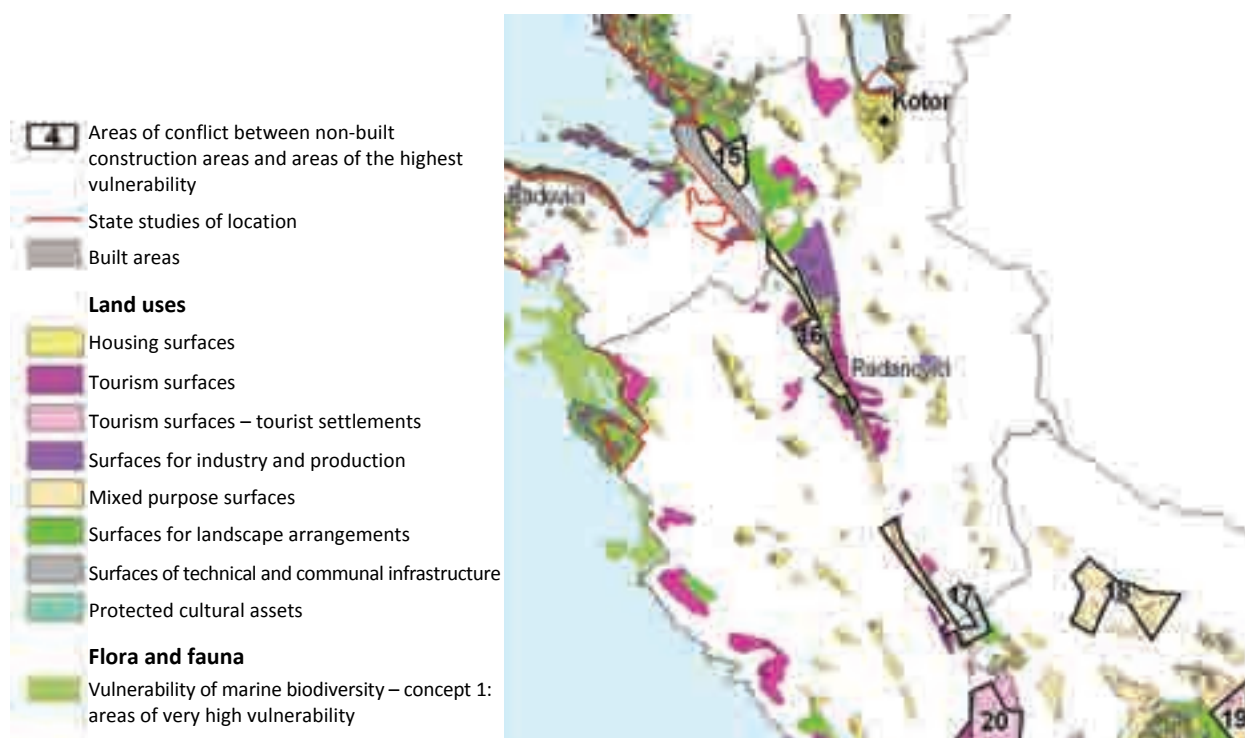 4
Areas of conflict between non-built
construction areas and areas of the highest
vulnerability
State studies of location
Built areas
Land uses
Housing surfaces
Tourism surfaces
Tourism surfaces – tourist settlements
Surfaces for industry and production
Mixed purpose surfaces
Surfaces for landscape arrangements
Surfaces of technical and communal infrastructure
Protected cultural assets
Flora and fauna
Vulnerability of marine biodiversity – concept 1:
areas of very high vulnerability
Kotor
15
16
17
18
19
20